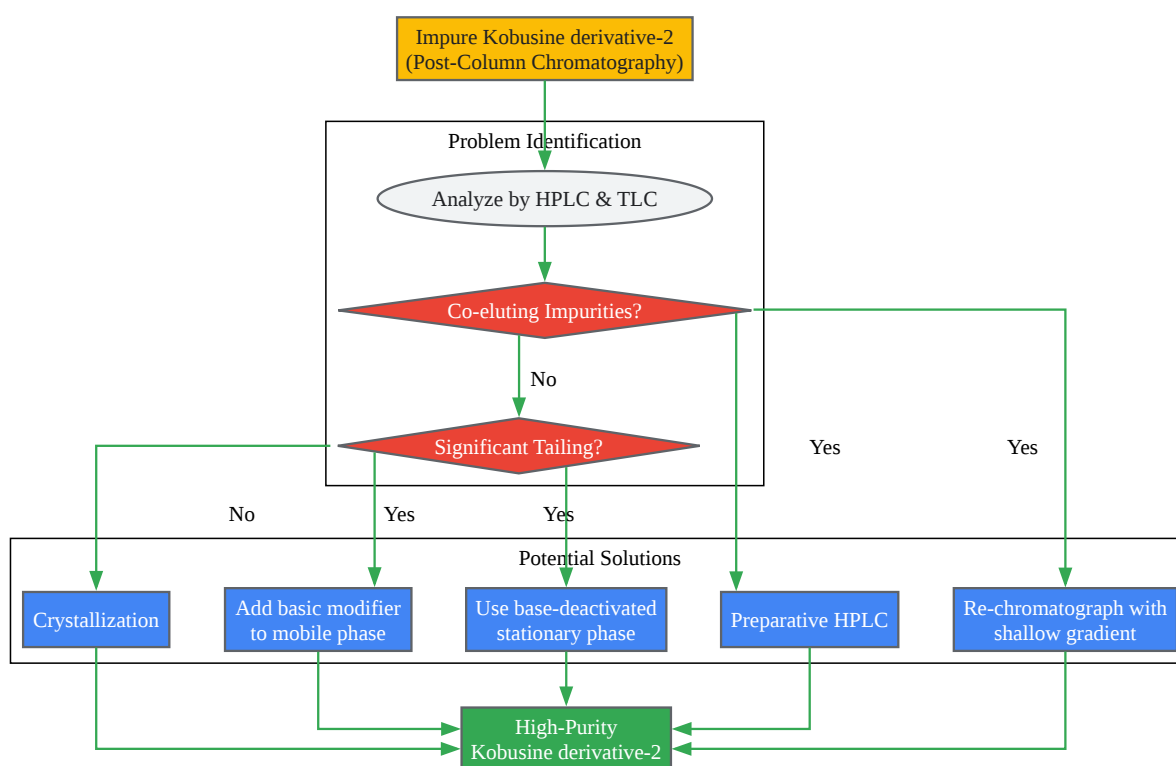 Impure Kobusine derivative-2
(Post-Column Chromatography)
Problem Identification
Analyze by HPLC & TLC
Co-eluting Impurities?
No
Significant Tailing?
Yes
Yes
No
Yes
Yes
Potential Solutions
Crystallization
Add basic modifier
to mobile phase
Use base-deactivated
stationary phase
Preparative HPLC
Re-chromatograph with
shallow gradient
High-Purity
Kobusine derivative-2